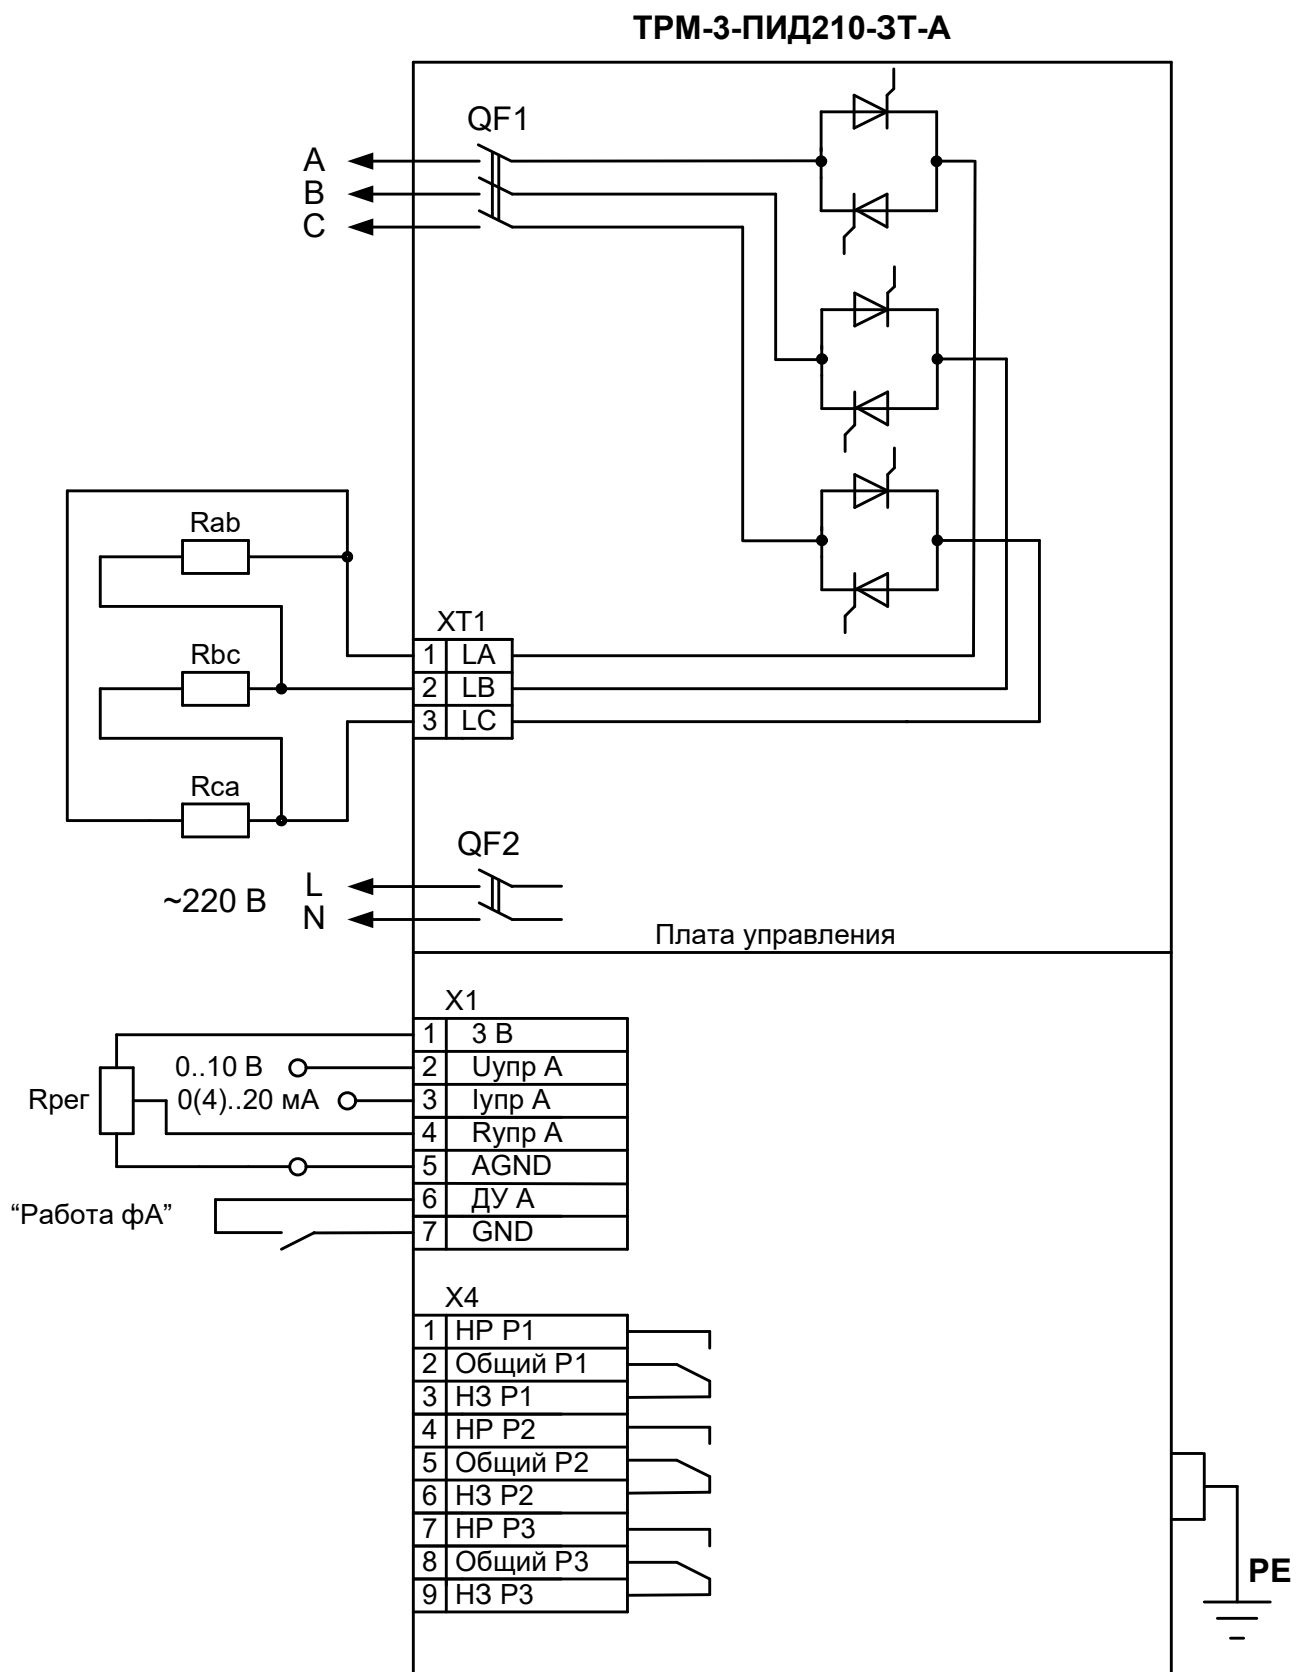 ТРМ-3-ПИД210-3Т-А
QF1
A
B
C
Rab
Rbc
Rca
XT1
1 LA
2 LB
3 LC
QF2
~220 В
L
N
Плата управления
X1
1 3 В
2 Uупр А
3 Iупр А
4 Rупр А
5 AGND
6 ДУ А
7 GND
0..10 В
0(4)..20 мА
Rрег
“Работа фА”
X4
1 НР Р1
2 Общий Р1
3 НЗ Р1
4 НР Р2
5 Общий Р2
6 НЗ Р2
7 НР Р3
8 Общий Р3
9 НЗ Р3
PE